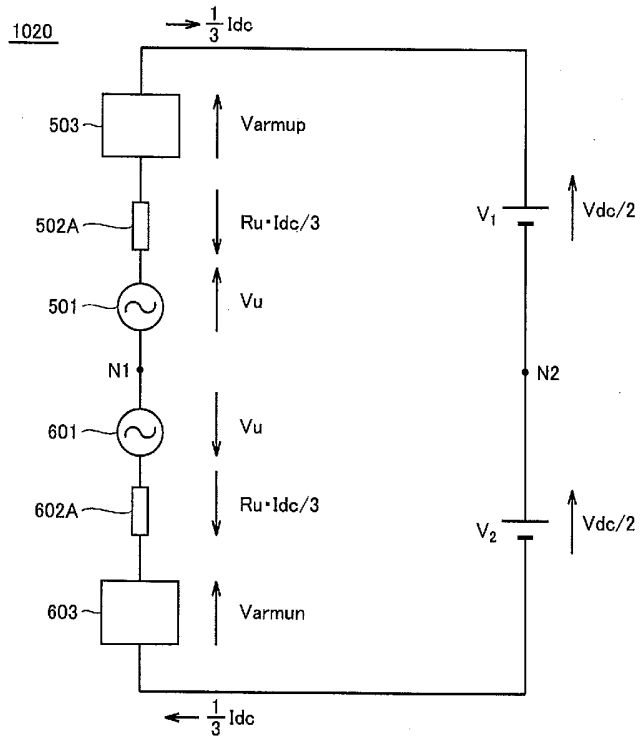 1020
1/3 Idc
503
Varmup
502A
Ru・Idc/3
V1
Vdc/2
501
Vu
N1
N2
601
Vu
602A
Ru・Idc/3
V2
Vdc/2
603
Varmun
1/3 Idc